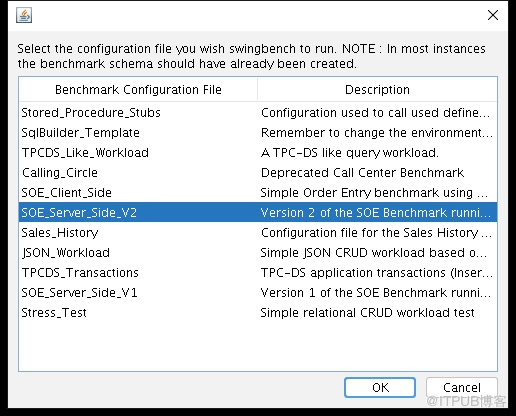 Select the configuration file you wish swingbench to run. NOTE : In most instances
the benchmark schema should have already been created.
Benchmark Configuration File Description
Stored_Procedure_Stubs Configuration used to call used define...
SqlBuilder_Template Remember to change the environment...
TPCDS_Like_Workload A TPC-DS like query workload.
Calling_Circle Deprecated Call Center Benchmark
SOE_Client_Side Simple Order Entry benchmark using ...
SOE_Server_Side_V2 Version 2 of the SOE Benchmark runni...
Sales_History Configuration file for the Sales History ...
JSON_Workload Simple JSON CRUD workload based o...
TPCDS_Transactions TPC-DS application transactions (Inser...
SOE_Server_Side_V1 Version 1 of the SOE Benchmark runni...
Stress_Test Simple relational CRUD workload test
OK Cancel
@ITPUB博客